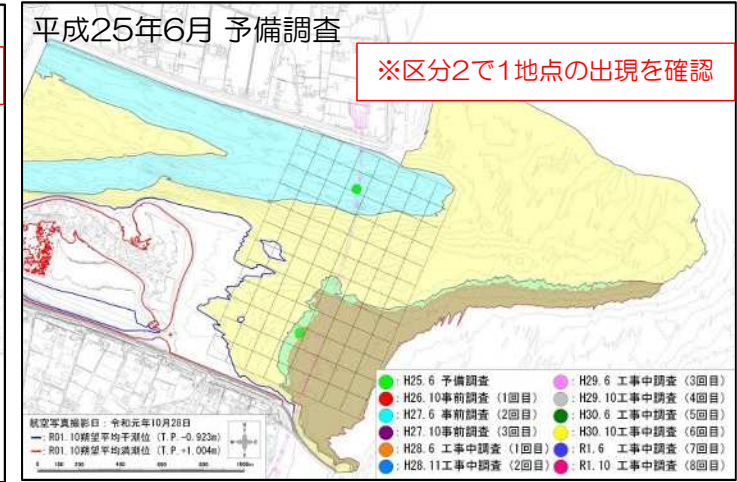 平成25年6月 予備調査
※区分2で1地点の出現を確認
航空写真撮影日：令和元年10月28日
R01.10朔望平均干潮位（T.P.-0.923m）
R01.10朔望平均満潮位（T.P.+1.004m）
0 100 200 400 600 800 1000m
：H25.6 予備調査
：H26.10事前調査（1回目）
：H27.6 事前調査（2回目）
：H27.10事前調査（3回目）
：H28.6 工事中調査（1回目）
：H28.11工事中調査（2回目）
：H29.6 工事中調査（3回目）
：H29.10工事中調査（4回目）
：H30.6 工事中調査（5回目）
：H30.10工事中調査（6回目）
：R1.6 工事中調査（7回目）
：R1.10 工事中調査（8回目）